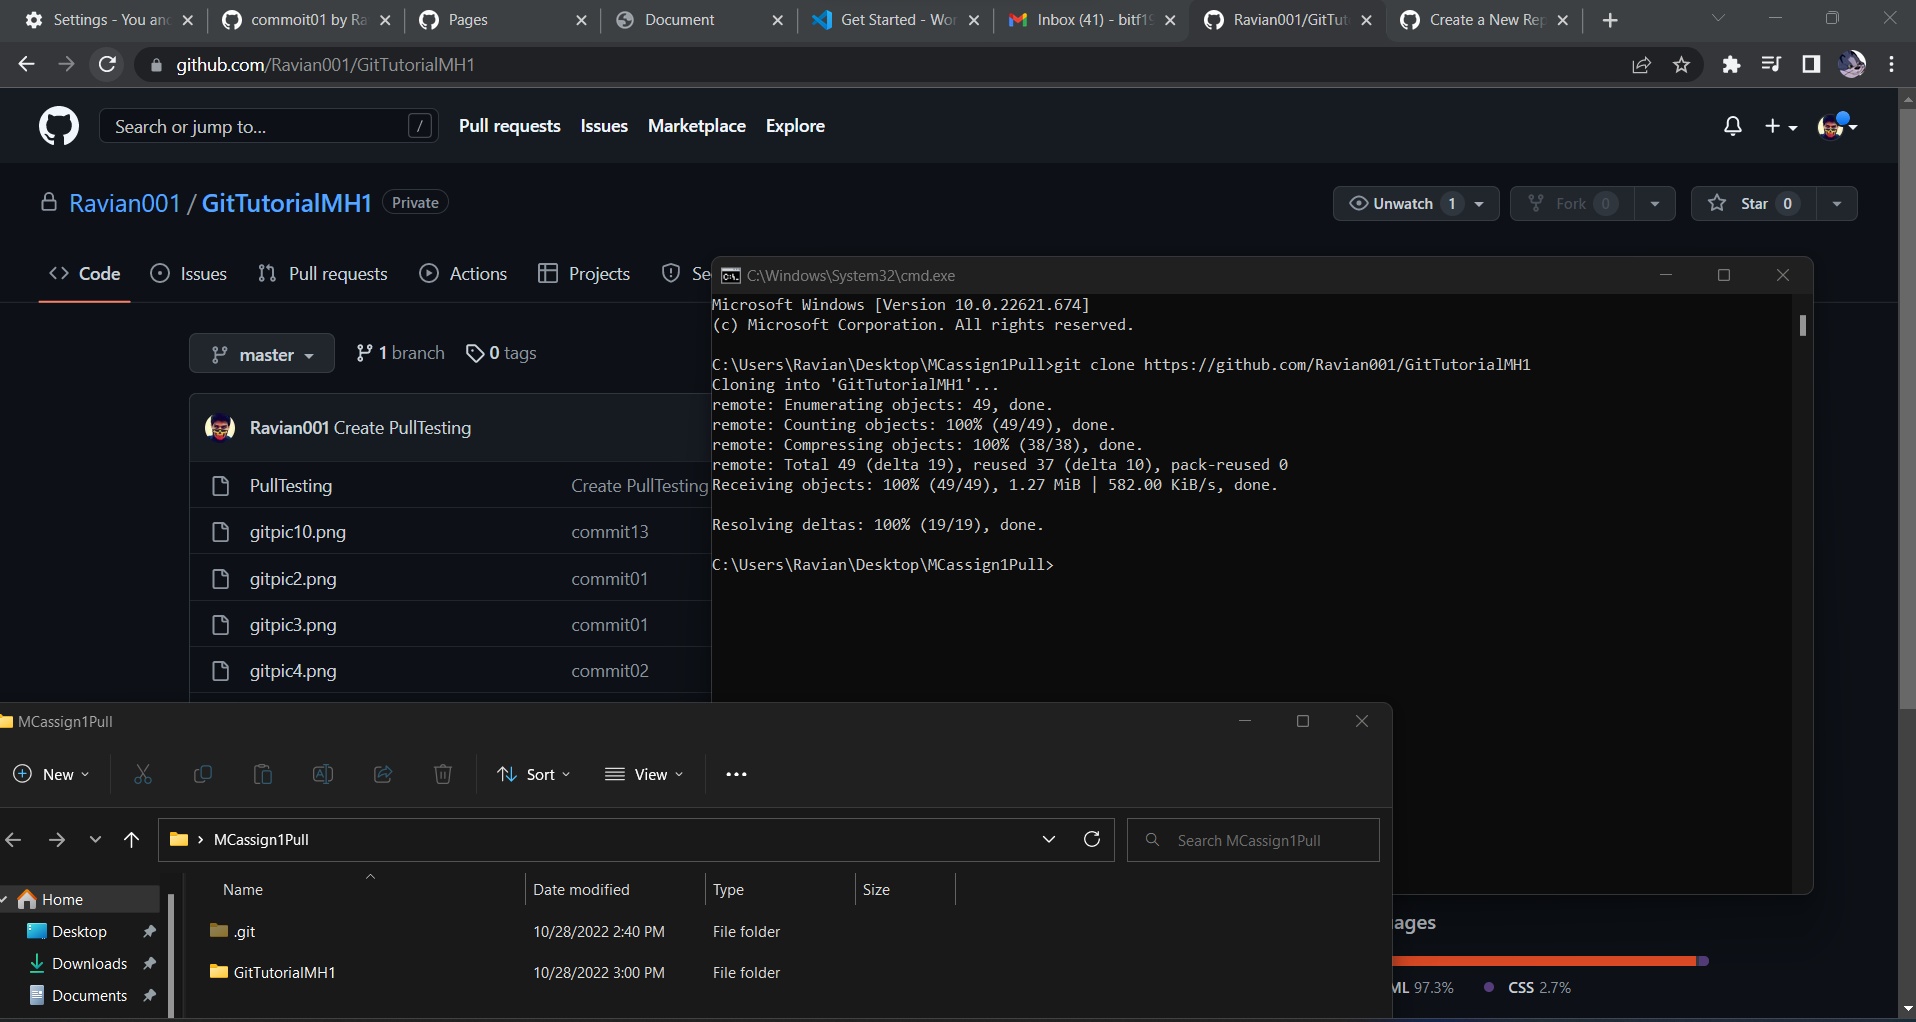 Settings - You and
commoit01 by Ra
Pages
Document
Get Started - Wor
Inbox (41) - bitf19
Ravian001/GitTut
Create a New Rep
github.com/Ravian001/GitTutorialMH1
Search or jump to...
/
Pull requests
Issues
Marketplace
Explore
Ravian001 / GitTutorialMH1
Private
Unwatch 1
Fork 0
Star 0
Code
Issues
Pull requests
Actions
Projects
Se
master
1 branch
0 tags
Ravian001 Create PullTesting
PullTesting Create PullTesting
gitpic10.png commit13
gitpic2.png commit01
gitpic3.png commit01
gitpic4.png commit02
C:\Windows\System32\cmd.exe
Microsoft Windows [Version 10.0.22621.674]
(c) Microsoft Corporation. All rights reserved.
C:\Users\Ravian\Desktop\MCassign1Pull>git clone https://github.com/Ravian001/GitTutorialMH1
Cloning into 'GitTutorialMH1'...
remote: Enumerating objects: 49, done.
remote: Counting objects: 100% (49/49), done.
remote: Compressing objects: 100% (38/38), done.
remote: Total 49 (delta 19), reused 37 (delta 10), pack-reused 0
Receiving objects: 100% (49/49), 1.27 MiB | 582.00 KiB/s, done.
Resolving deltas: 100% (19/19), done.
C:\Users\Ravian\Desktop\MCassign1Pull>
MCassign1Pull
New
Sort
View
MCassign1Pull
Search MCassign1Pull
Home
Desktop
Downloads
Documents
Name Date modified Type Size
.git 10/28/2022 2:40 PM File folder
GitTutorialMH1 10/28/2022 3:00 PM File folder
ages
ML 97.3%
CSS 2.7%